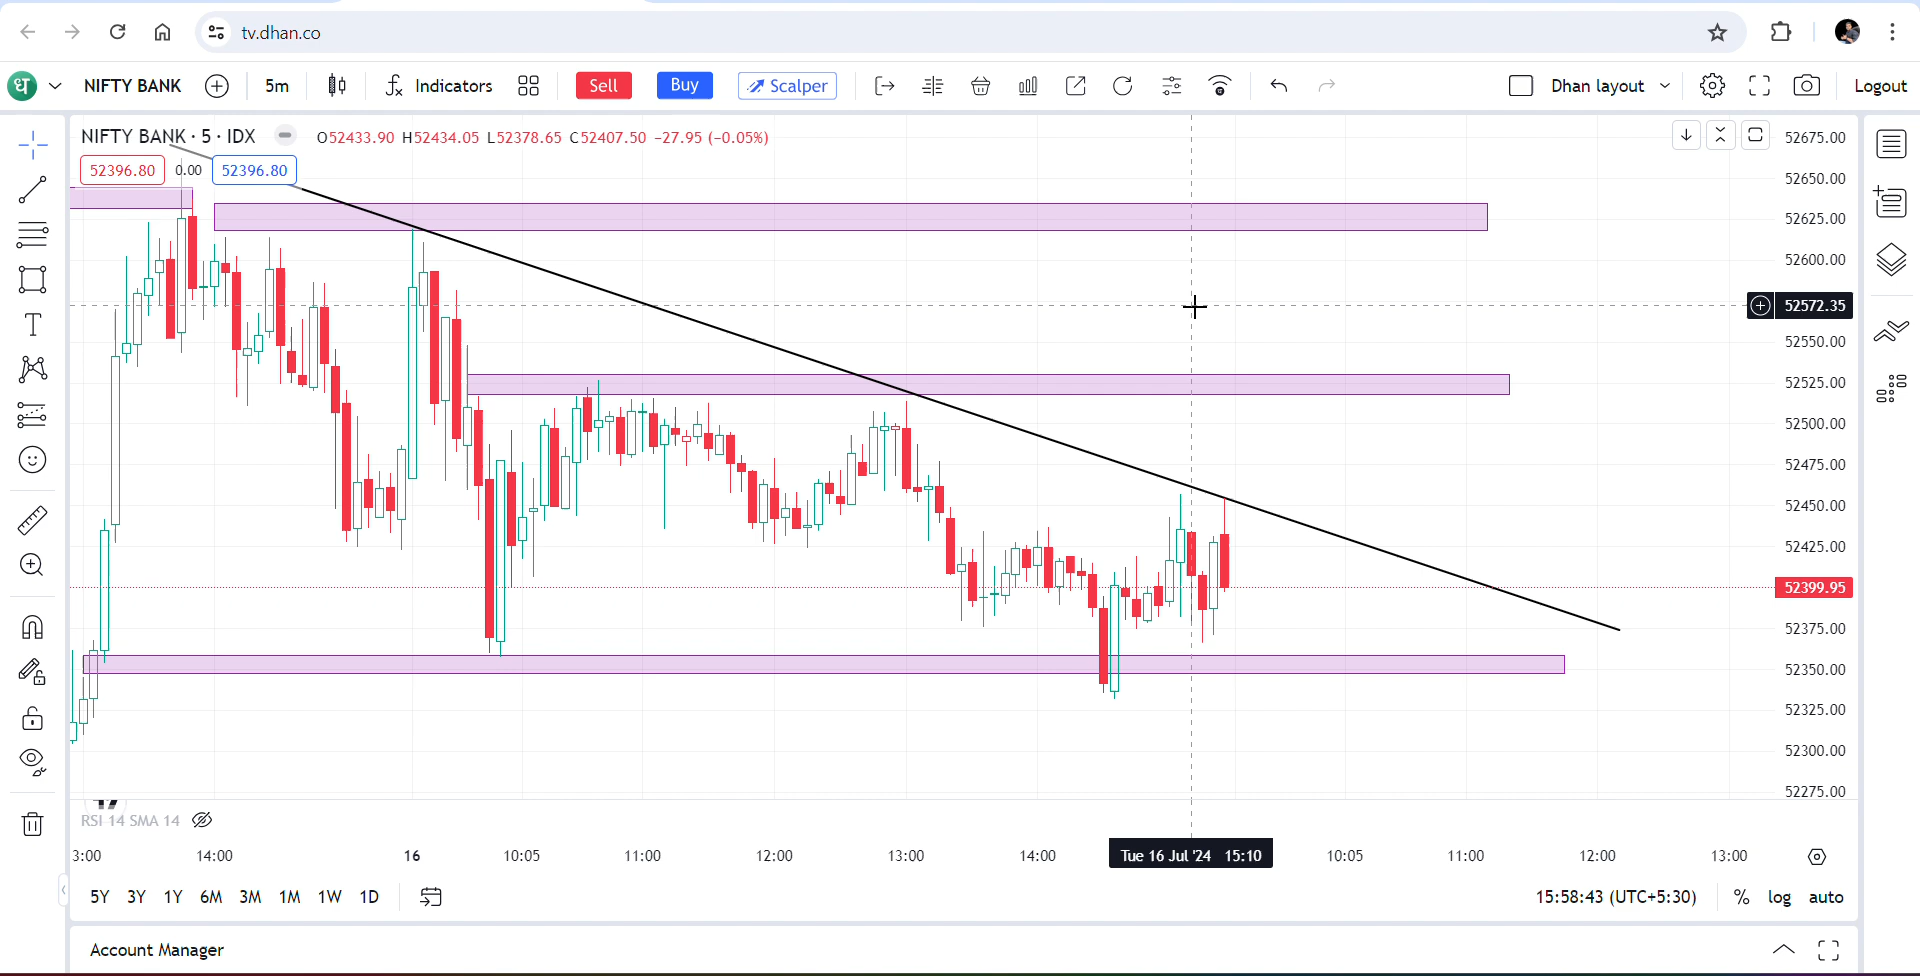 tv.dhan.co
ध NIFTY BANK 5m Indicators Sell Buy Scalper Dhan layout Logout
NIFTY BANK · 5 · IDX O52433.90 H52434.05 L52378.65 C52407.50 −27.95 (−0.05%)
52396.80 0.00 52396.80
52675.00
52650.00
52625.00
52600.00
52572.35
52550.00
52525.00
52500.00
52475.00
52450.00
52425.00
52399.95
52375.00
52350.00
52325.00
52300.00
52275.00
RSI 14 SMA 14
3:00 14:00 16 10:05 11:00 12:00 13:00 14:00 Tue 16 Jul '24 15:10 10:05 11:00 12:00 13:00
5Y 3Y 1Y 6M 3M 1M 1W 1D 15:58:43 (UTC+5:30) % log auto
Account Manager